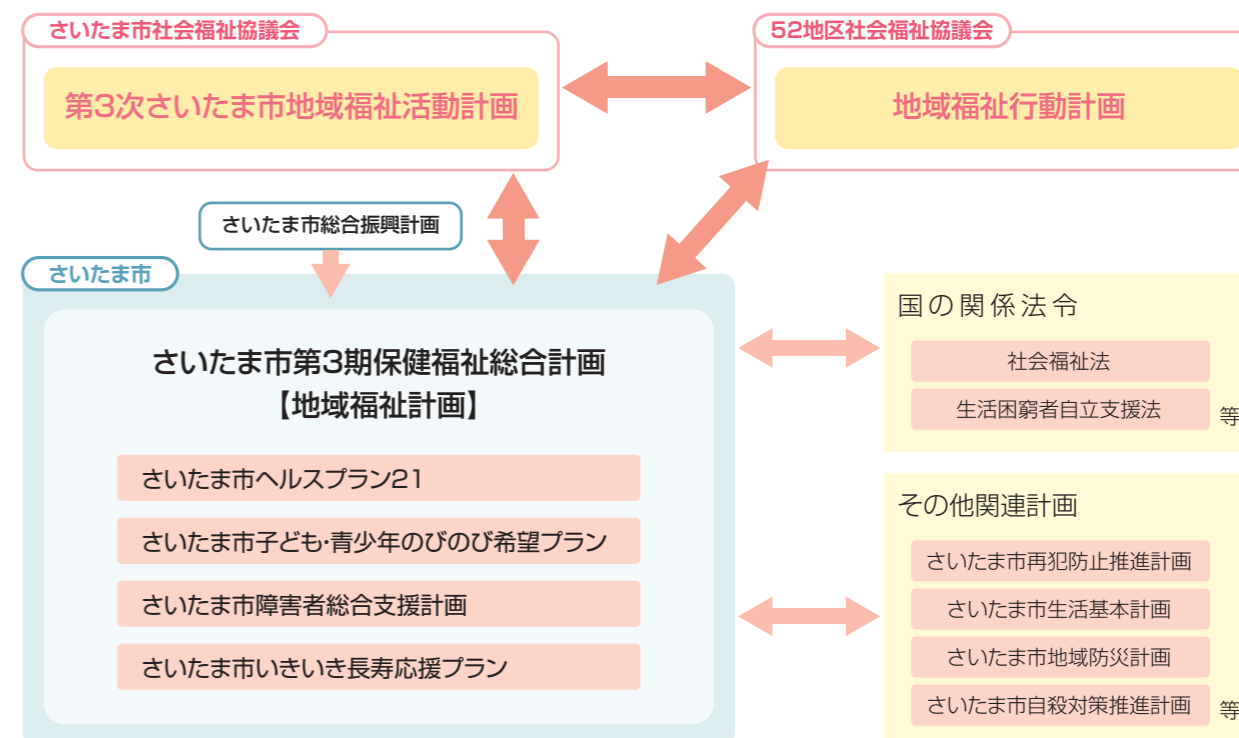 さいたま市社会福祉協議会
第3次さいたま市地域福祉活動計画
52地区社会福祉協議会
地域福祉行動計画
さいたま市総合振興計画
さいたま市
さいたま市第3期保健福祉総合計画
【地域福祉計画】
さいたま市ヘルスプラン21
さいたま市子ども・青少年のびのび希望プラン
さいたま市障害者総合支援計画
さいたま市いきいき長寿応援プラン
国の関係法令
社会福祉法
生活困窮者自立支援法 等
その他関連計画
さいたま市再犯防止推進計画
さいたま市生活基本計画
さいたま市地域防災計画
さいたま市自殺対策推進計画 等